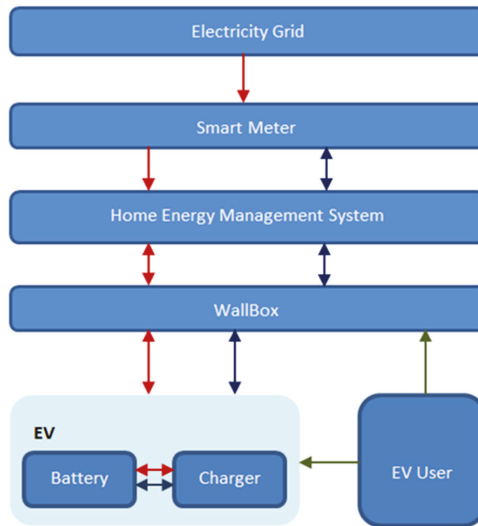 Electricity Grid
Smart Meter
Home Energy Management System
WallBox
EV
Battery
Charger
EV User